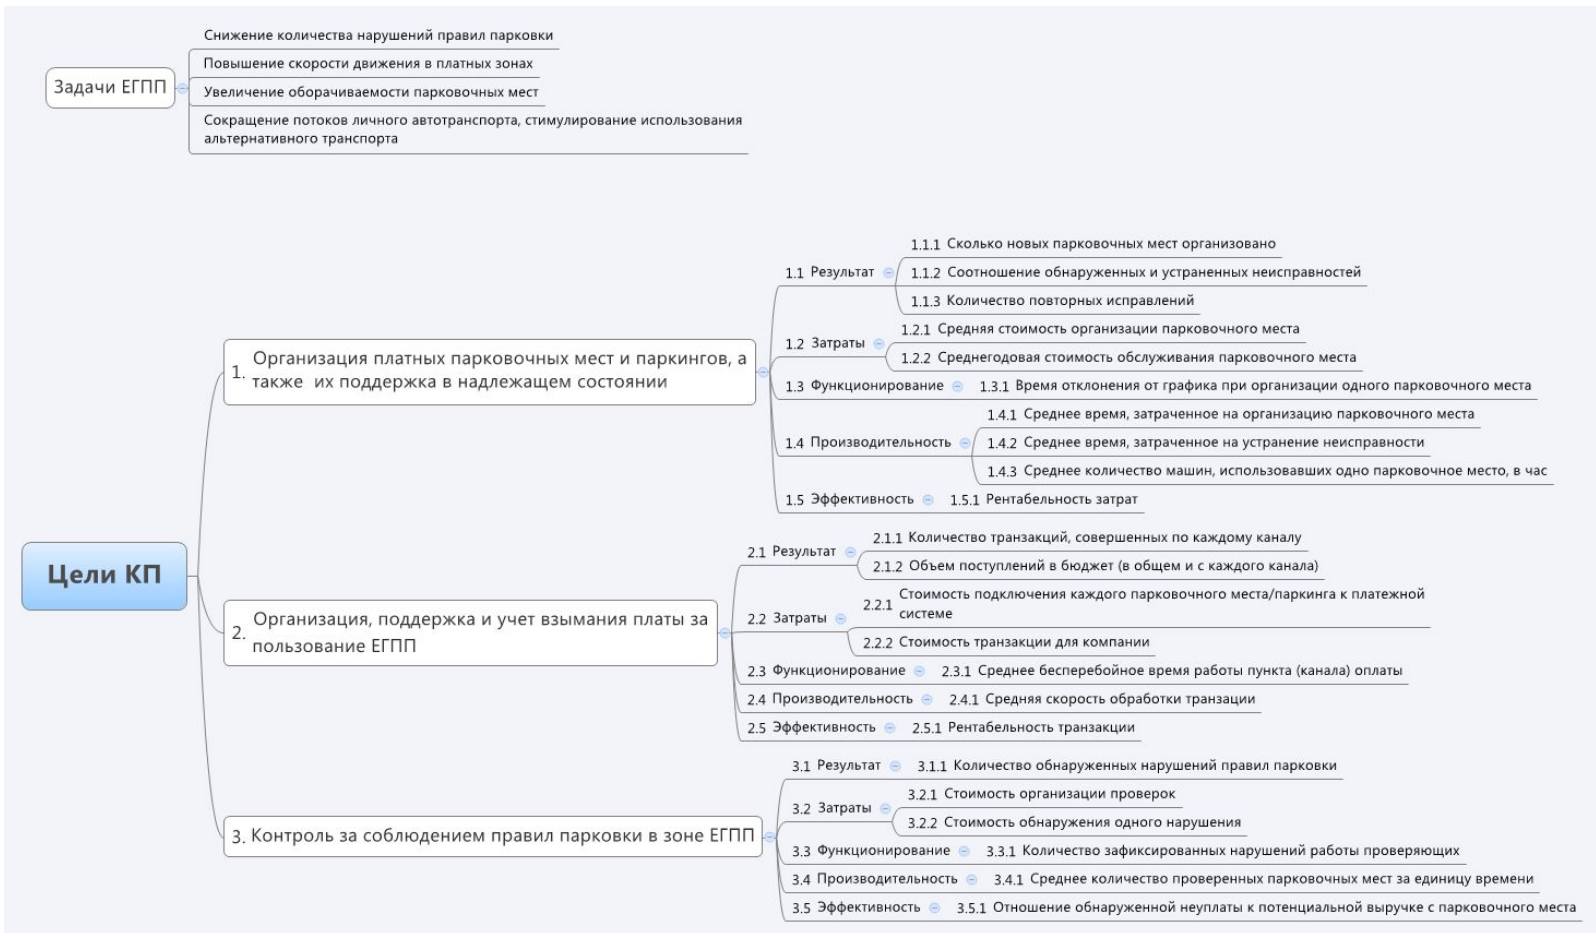 Задачи ЕГПП
Снижение количества нарушений правил парковки
Повышение скорости движения в платных зонах
Увеличение оборачиваемости парковочных мест
Сокращение потоков личного автотранспорта, стимулирование использования
альтернативного транспорта
Цели КП
1. Организация платных парковочных мест и паркингов, а
также их поддержка в надлежащем состоянии
1.1 Результат
1.1.1 Сколько новых парковочных мест организовано
1.1.2 Соотношение обнаруженных и устраненных неисправностей
1.1.3 Количество повторных исправлений
1.2 Затраты
1.2.1 Средняя стоимость организации парковочного места
1.2.2 Среднегодовая стоимость обслуживания парковочного места
1.3 Функционирование
1.3.1 Время отклонения от графика при организации одного парковочного места
1.4 Производительность
1.4.1 Среднее время, затраченное на организацию парковочного места
1.4.2 Среднее время, затраченное на устранение неисправности
1.4.3 Среднее количество машин, использовавших одно парковочное место, в час
1.5 Эффективность
1.5.1 Рентабельность затрат
2. Организация, поддержка и учет взымания платы за
пользование ЕГПП
2.1 Результат
2.1.1 Количество транзакций, совершенных по каждому каналу
2.1.2 Объем поступлений в бюджет (в общем и с каждого канала)
2.2 Затраты
2.2.1 Стоимость подключения каждого парковочного места/паркинга к платежной
системе
2.2.2 Стоимость транзакции для компании
2.3 Функционирование
2.3.1 Среднее бесперебойное время работы пункта (канала) оплаты
2.4 Производительность
2.4.1 Средняя скорость обработки транзации
2.5 Эффективность
2.5.1 Рентабельность транзакции
3. Контроль за соблюдением правил парковки в зоне ЕГПП
3.1 Результат
3.1.1 Количество обнаруженных нарушений правил парковки
3.2 Затраты
3.2.1 Стоимость организации проверок
3.2.2 Стоимость обнаружения одного нарушения
3.3 Функционирование
3.3.1 Количество зафиксированных нарушений работы проверяющих
3.4 Производительность
3.4.1 Среднее количество проверенных парковочных мест за единицу времени
3.5 Эффективность
3.5.1 Отношение обнаруженной неуплаты к потенциальной выручке с парковочного места